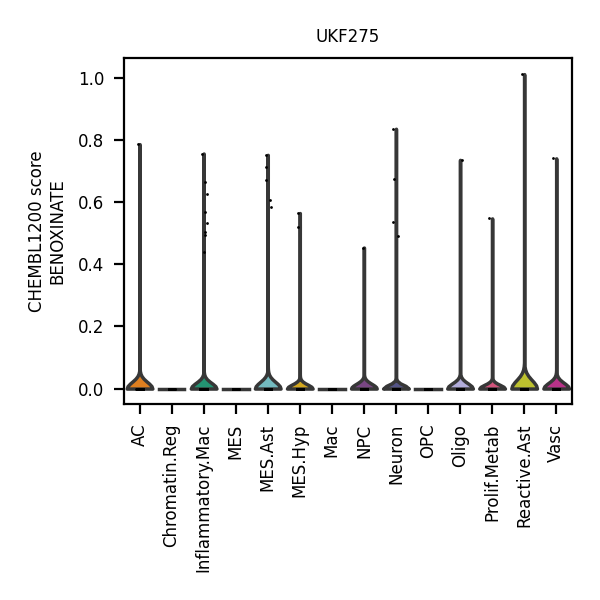 UKF275
CHEMBL1200 score
BENOXINATE
1.0
0.8
0.6
0.4
0.2
0.0
AC
Chromatin.Reg
Inflammatory.Mac
MES
MES.Ast
MES.Hyp
Mac
NPC
Neuron
OPC
Oligo
Prolif.Metab
Reactive.Ast
Vasc